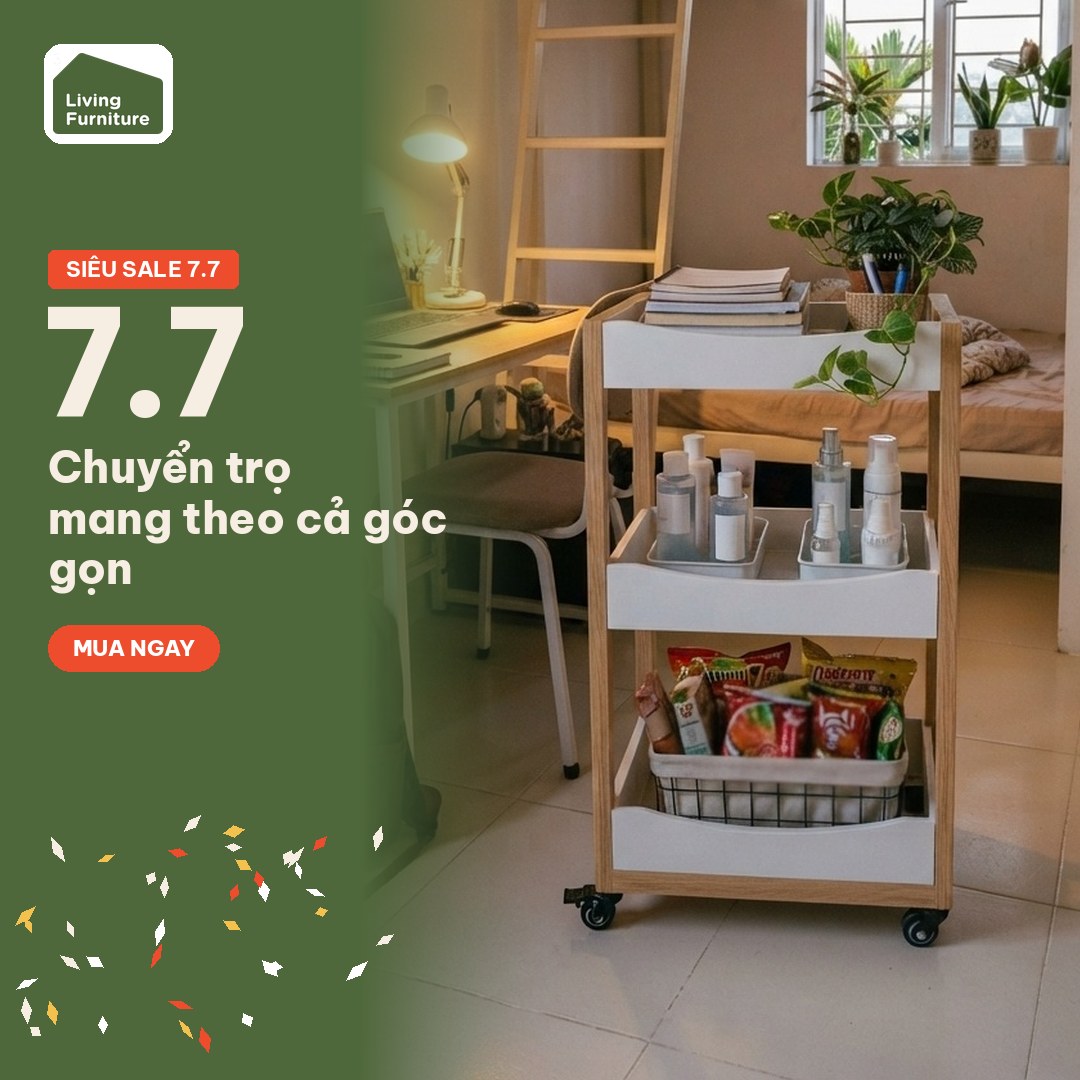 Living
Furniture
SIÊU SALE 7.7
7.7
Chuyển trọ
mang theo cả góc
gọn
MUA NGAY